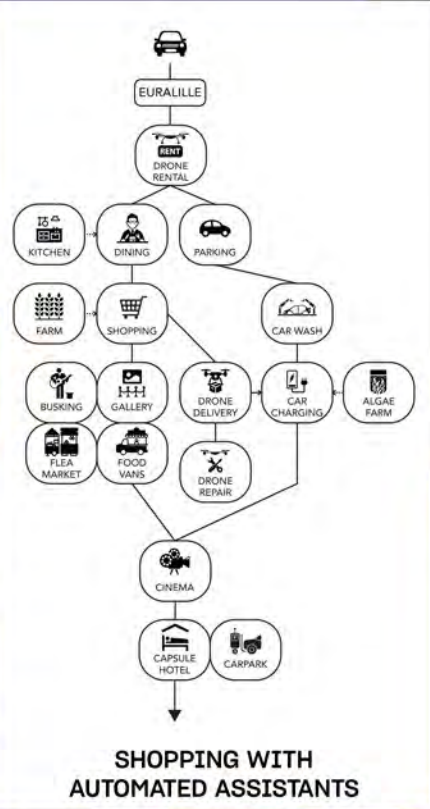 EURALILLE
RENT
DRONE
RENTAL
KITCHEN
DINING
PARKING
FARM
SHOPPING
CAR WASH
BUSKING
GALLERY
DRONE
DELIVERY
CAR
CHARGING
ALGAE
FARM
FLEA
MARKET
FOOD
VANS
DRONE
REPAIR
CINEMA
CAPSULE
HOTEL
CARPARK
SHOPPING WITH
AUTOMATED ASSISTANTS